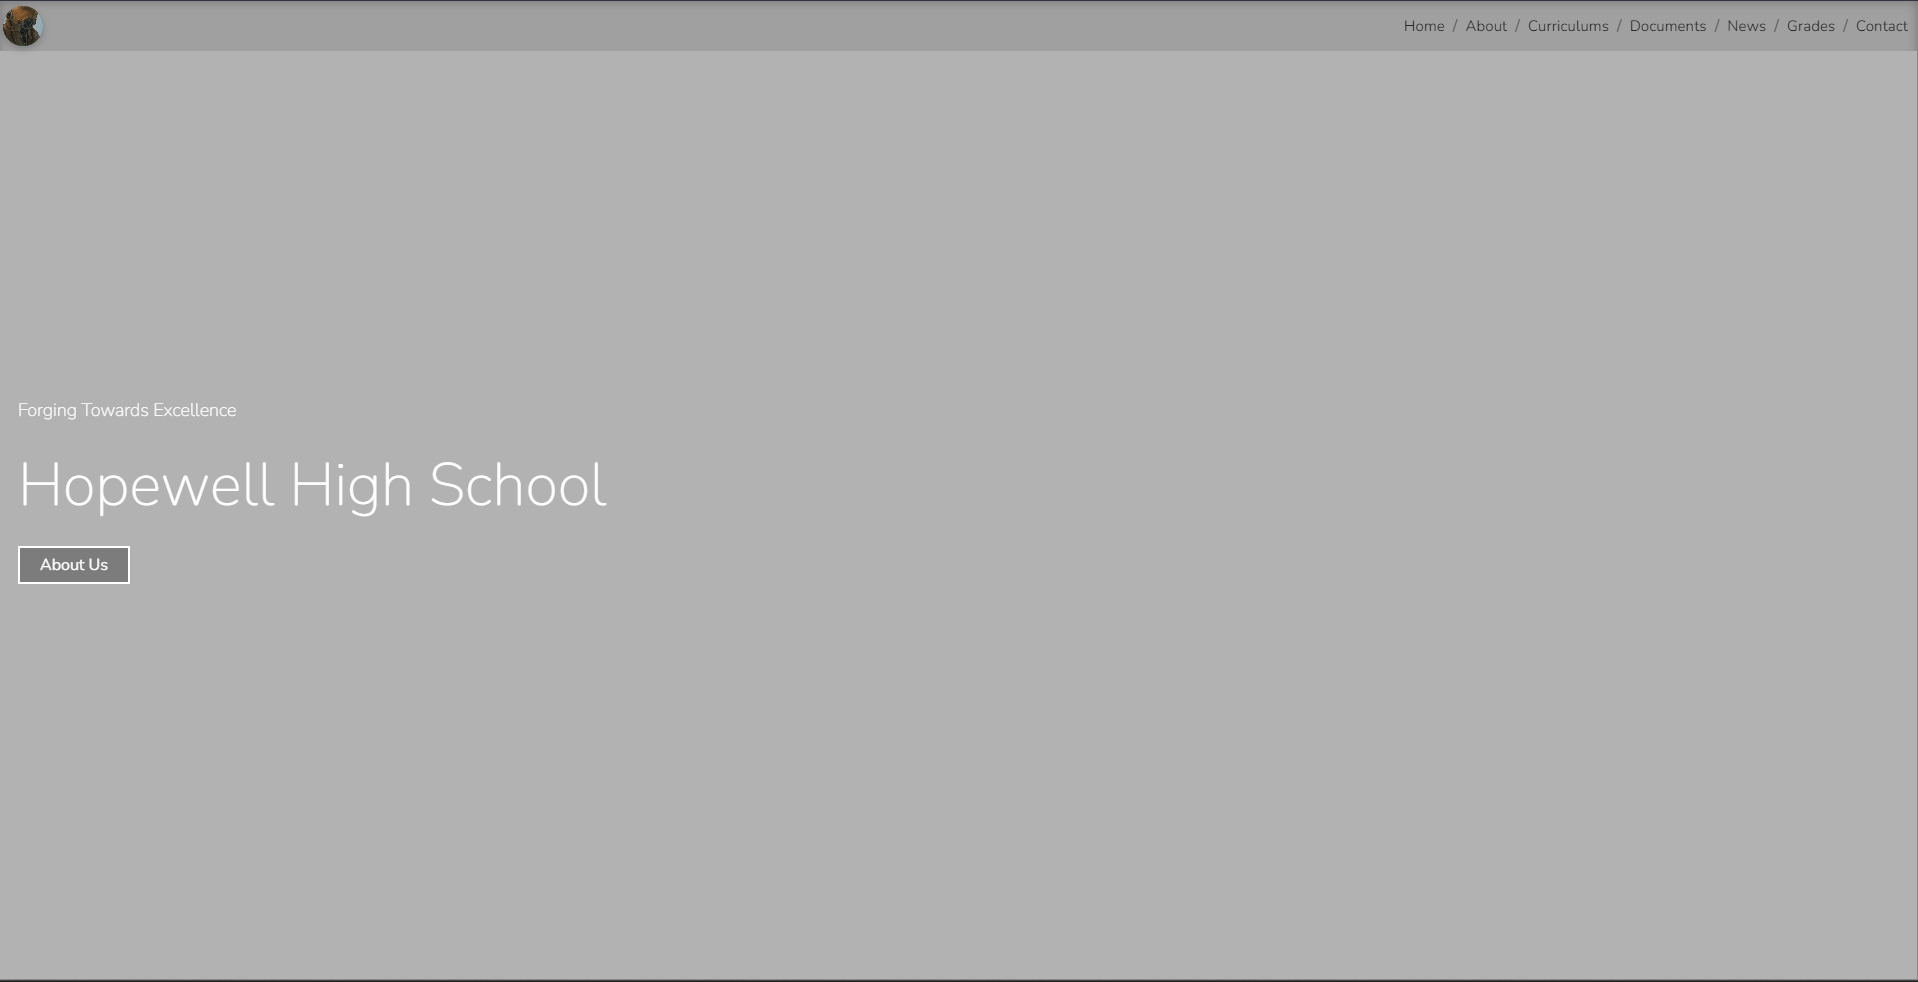 Home / About / Curriculums / Documents / News / Grades / Contact
Forging Towards Excellence
Hopewell High School
About Us